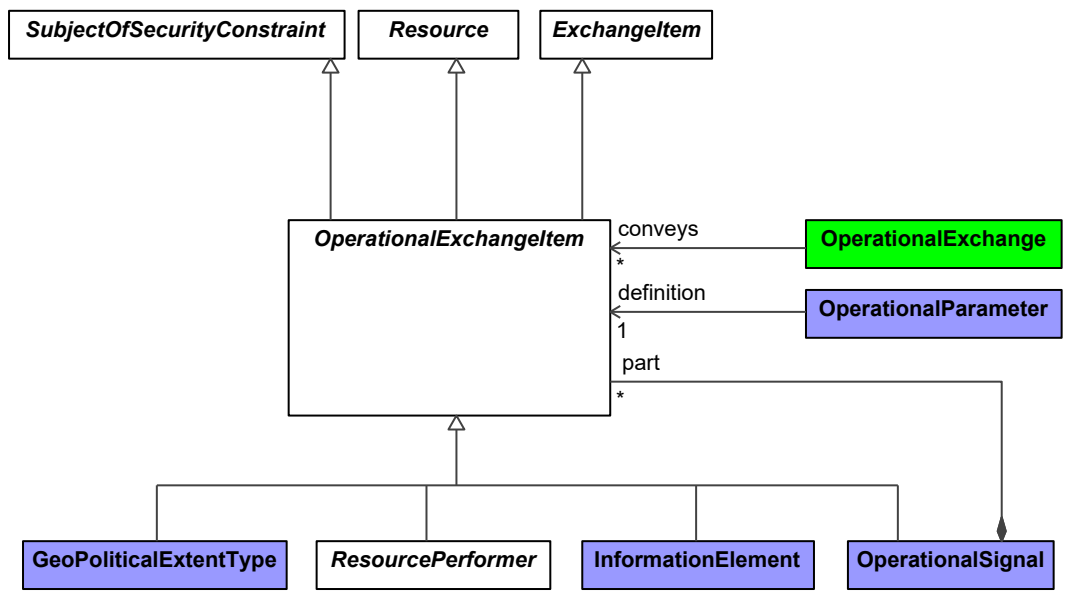 SubjectOfSecurityConstraint
Resource
ExchangeItem
OperationalExchangeItem
conveys
*
OperationalExchange
definition
1
OperationalParameter
part
*
GeoPoliticalExtentType
ResourcePerformer
InformationElement
OperationalSignal